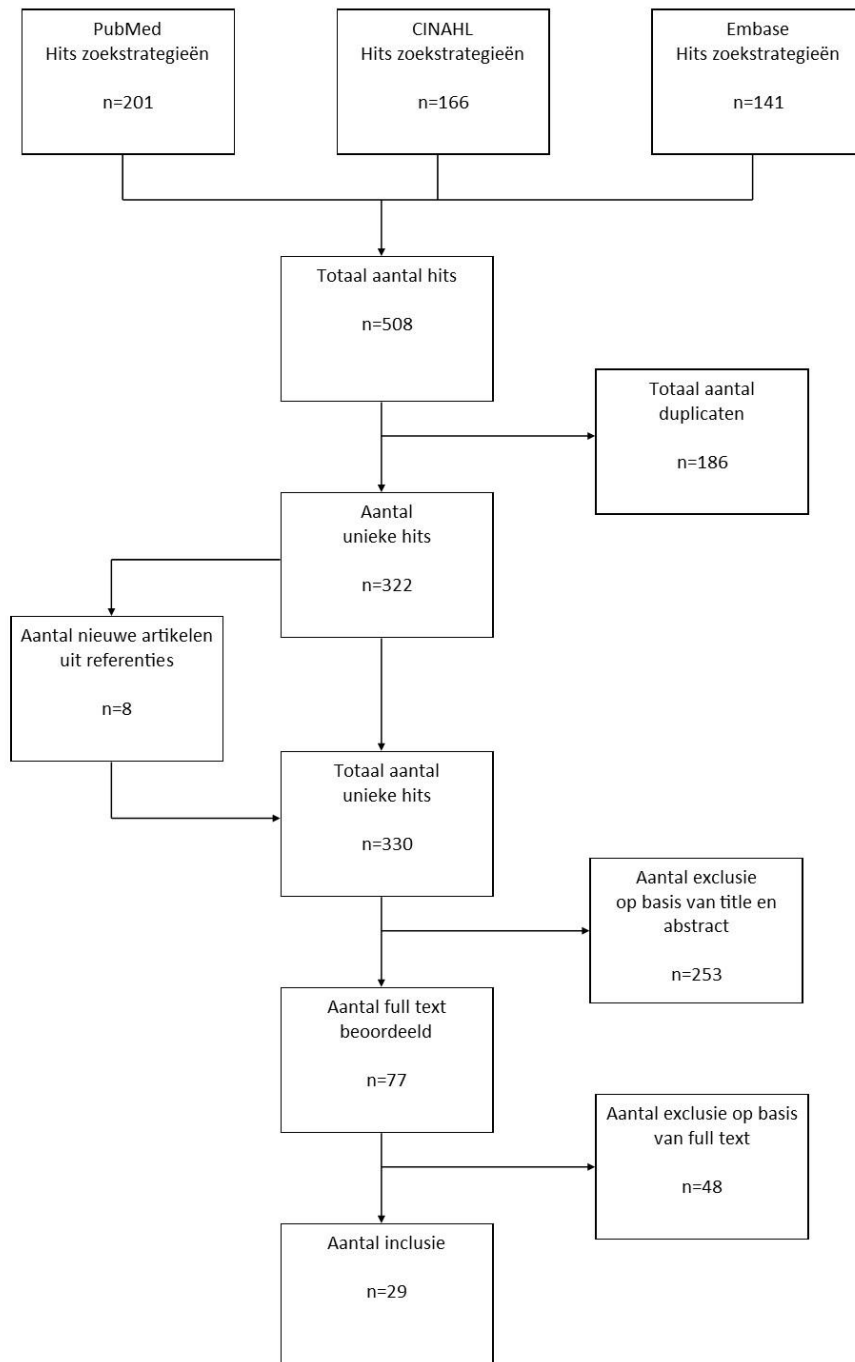 PubMed
Hits zoekstrategieën
n=201
CINAHL
Hits zoekstrategieën
n=166
Embase
Hits zoekstrategieën
n=141
Totaal aantal hits
n=508
Totaal aantal
duplicaten
n=186
Aantal
unieke hits
n=322
Aantal nieuwe artikelen
uit referenties
n=8
Totaal aantal
unieke hits
n=330
Aantal exclusie
op basis van title en
abstract
n=253
Aantal full text
beoordeeld
n=77
Aantal exclusie op basis
van full text
n=48
Aantal inclusie
n=29